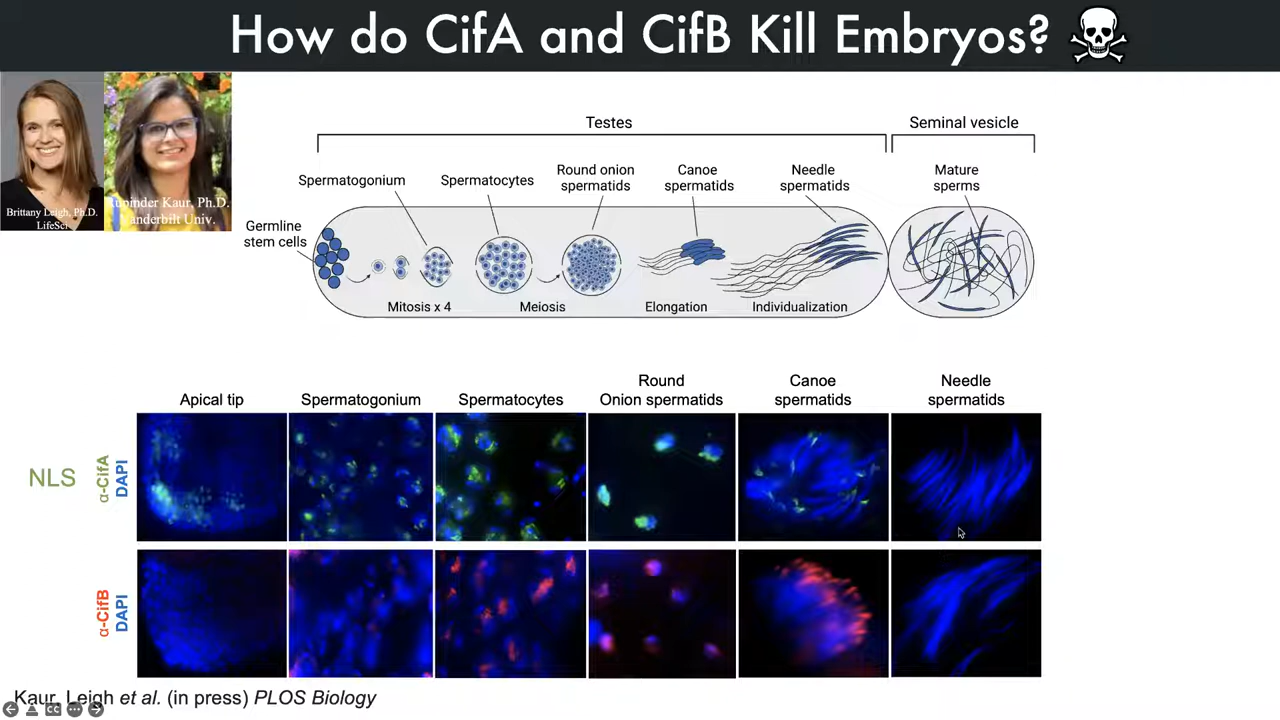 How do CifA and CifB Kill Embryos?
Brittany Leigh, Ph.D.
LifeSci
Rupinder Kaur, Ph.D.
Vanderbilt Univ.
Testes
Seminal vesicle
Germline
stem cells
Spermatogonium
Spermatocytes
Round onion
spermatids
Canoe
spermatids
Needle
spermatids
Mature
sperms
Mitosis x 4
Meiosis
Elongation
Individualization
Apical tip
Spermatogonium
Spermatocytes
Round
Onion spermatids
Canoe
spermatids
Needle
spermatids
NLS
α-CifA
DAPI
α-CifB
DAPI
Kaur, Leigh et al. (in press) PLOS Biology